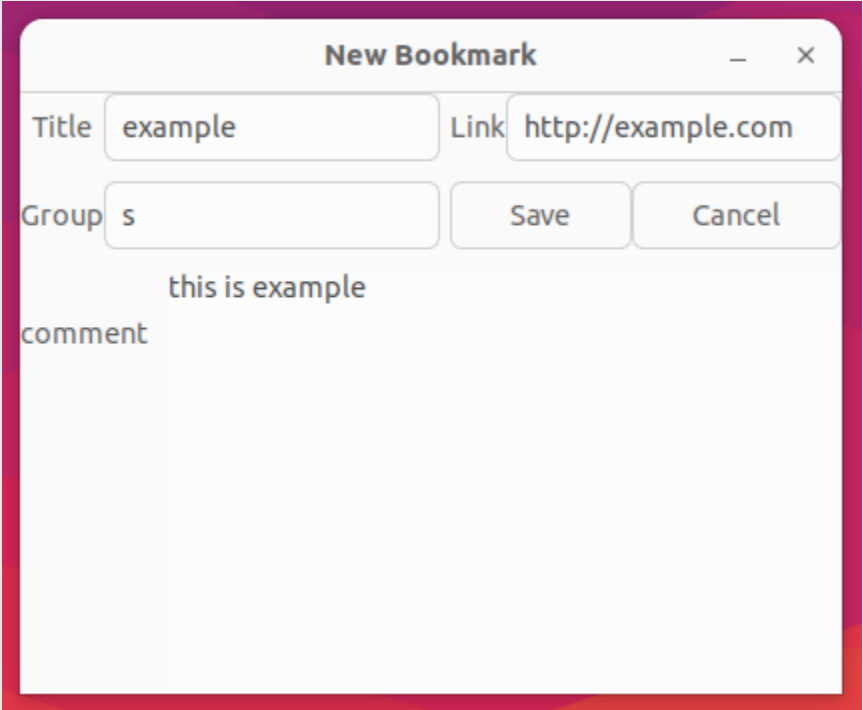 New Bookmark
Title example Link http://example.com
Group s Save Cancel
this is example
comment